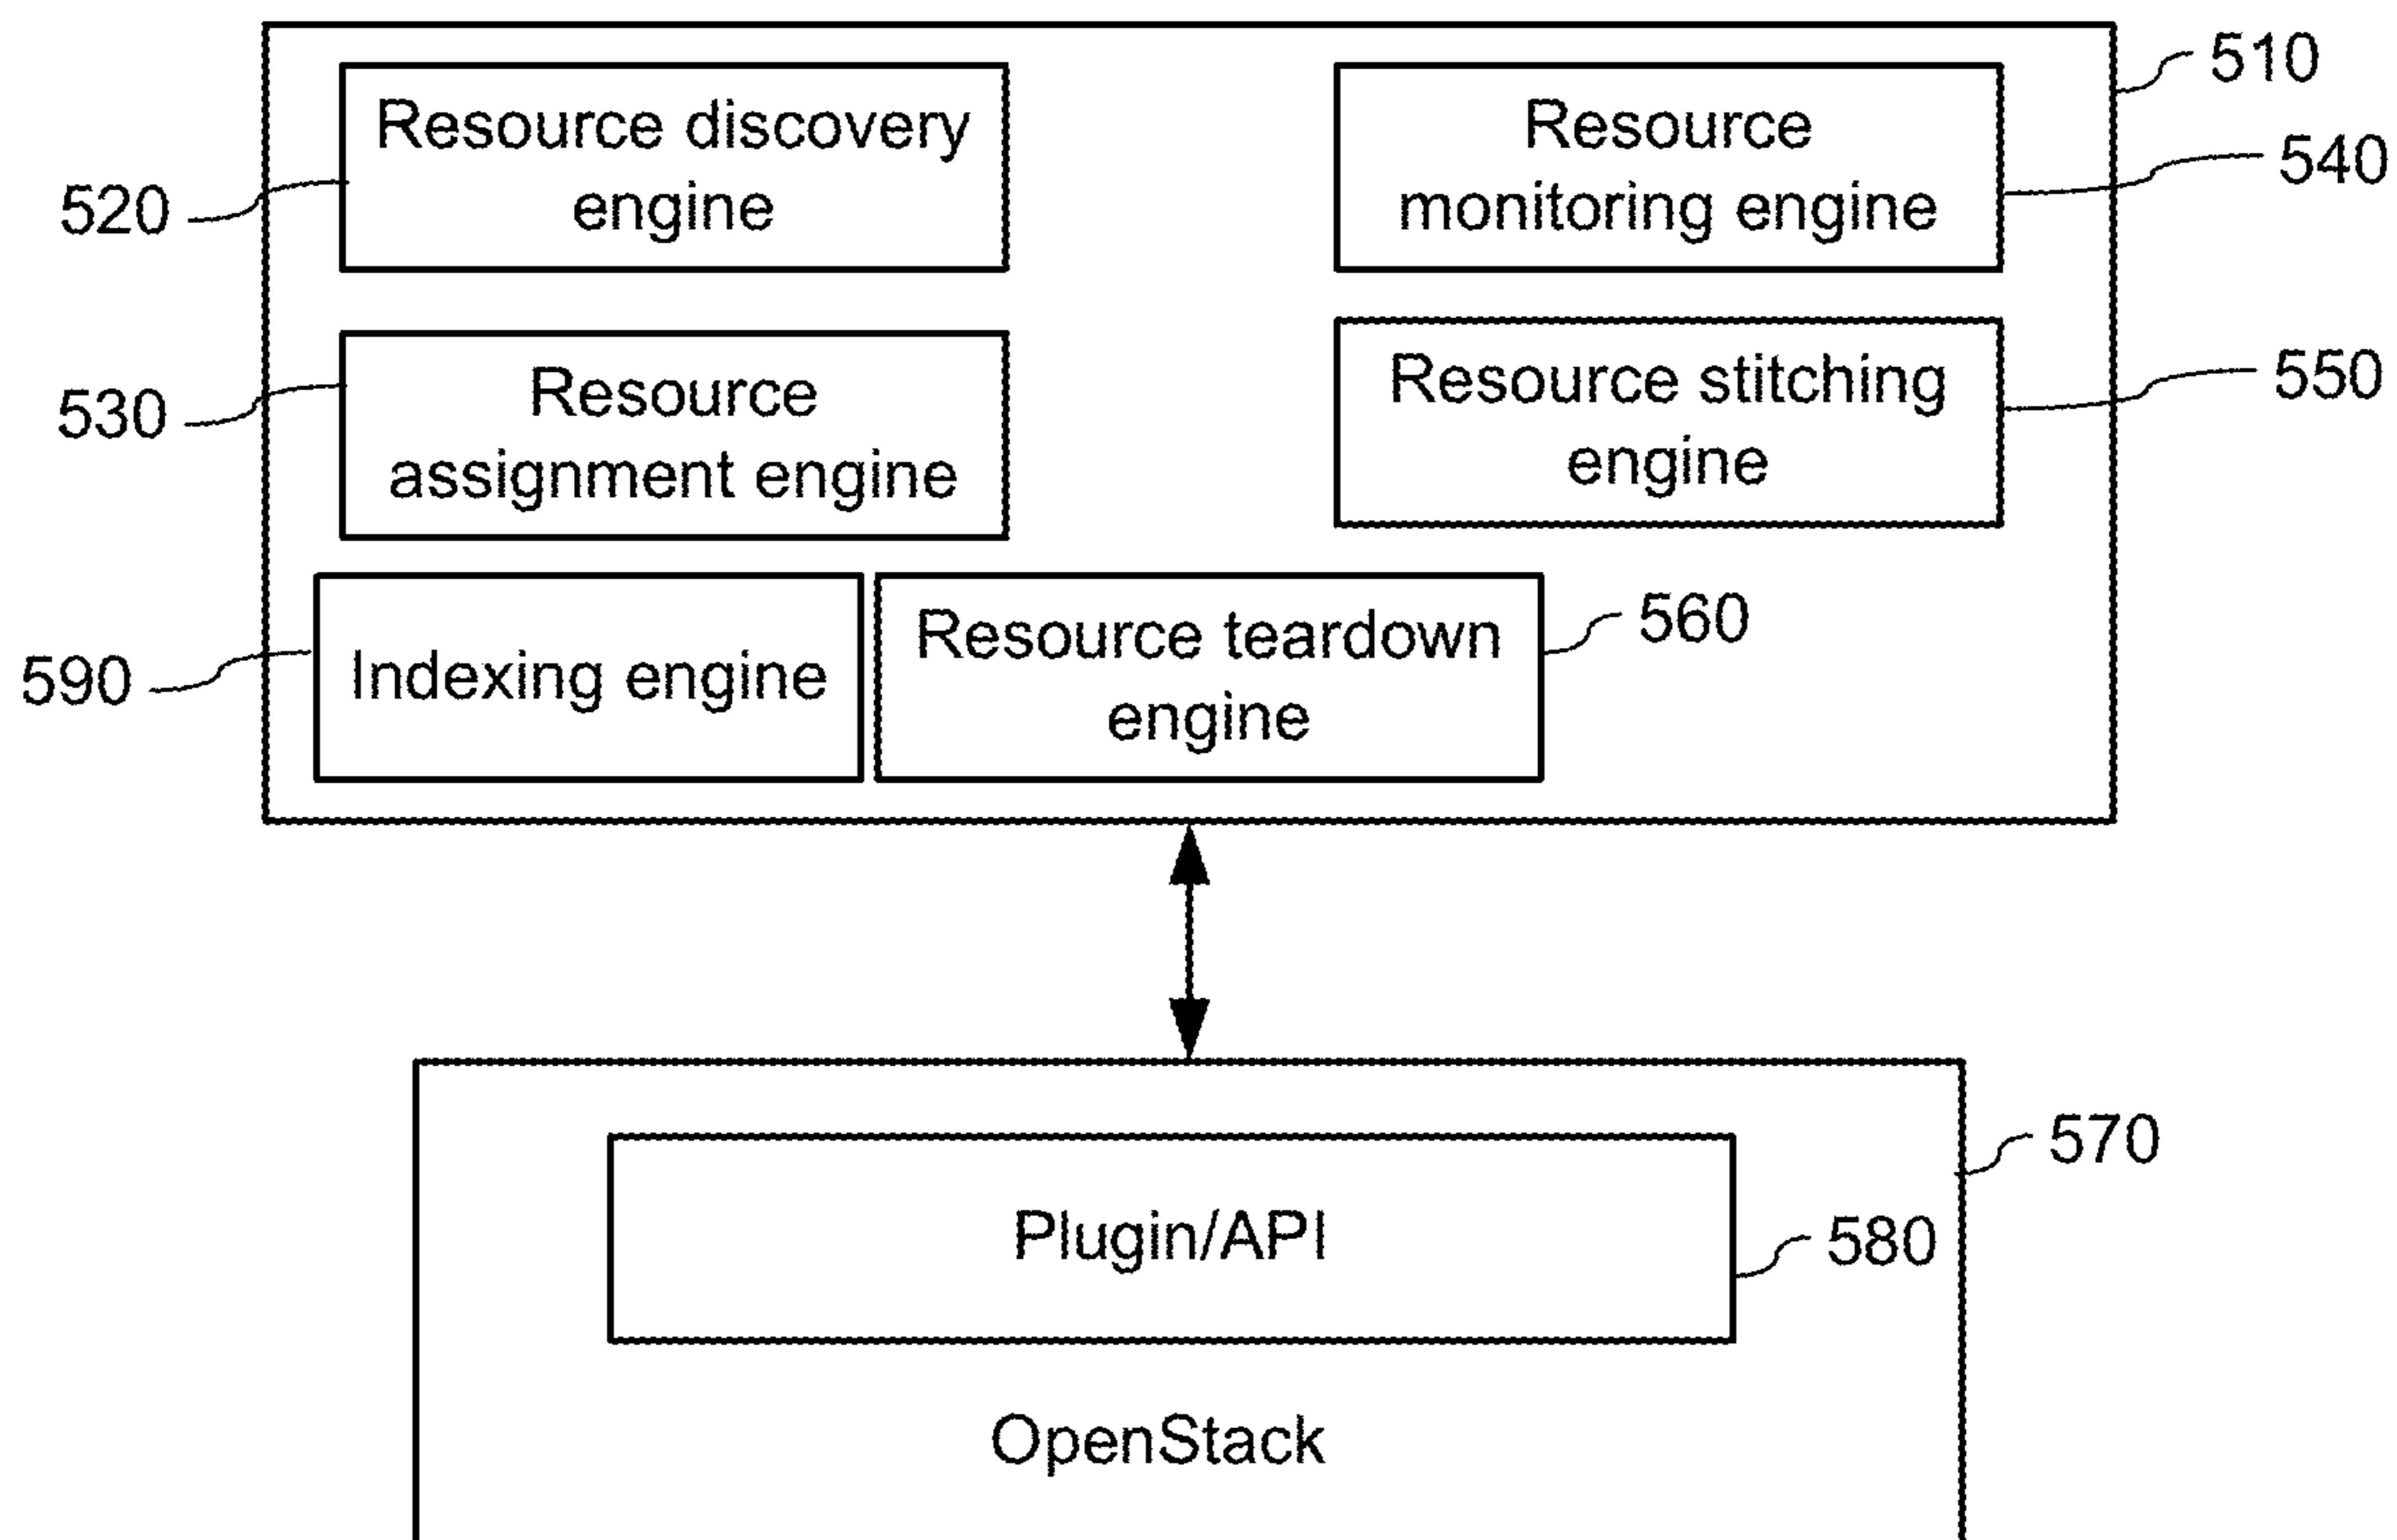 510
Resource discovery
engine
520
Resource
monitoring engine
540
Resource
assignment engine
530
Resource stitching
engine
550
Indexing engine
590
Resource teardown
engine
560
570
Plugin/API
580
OpenStack